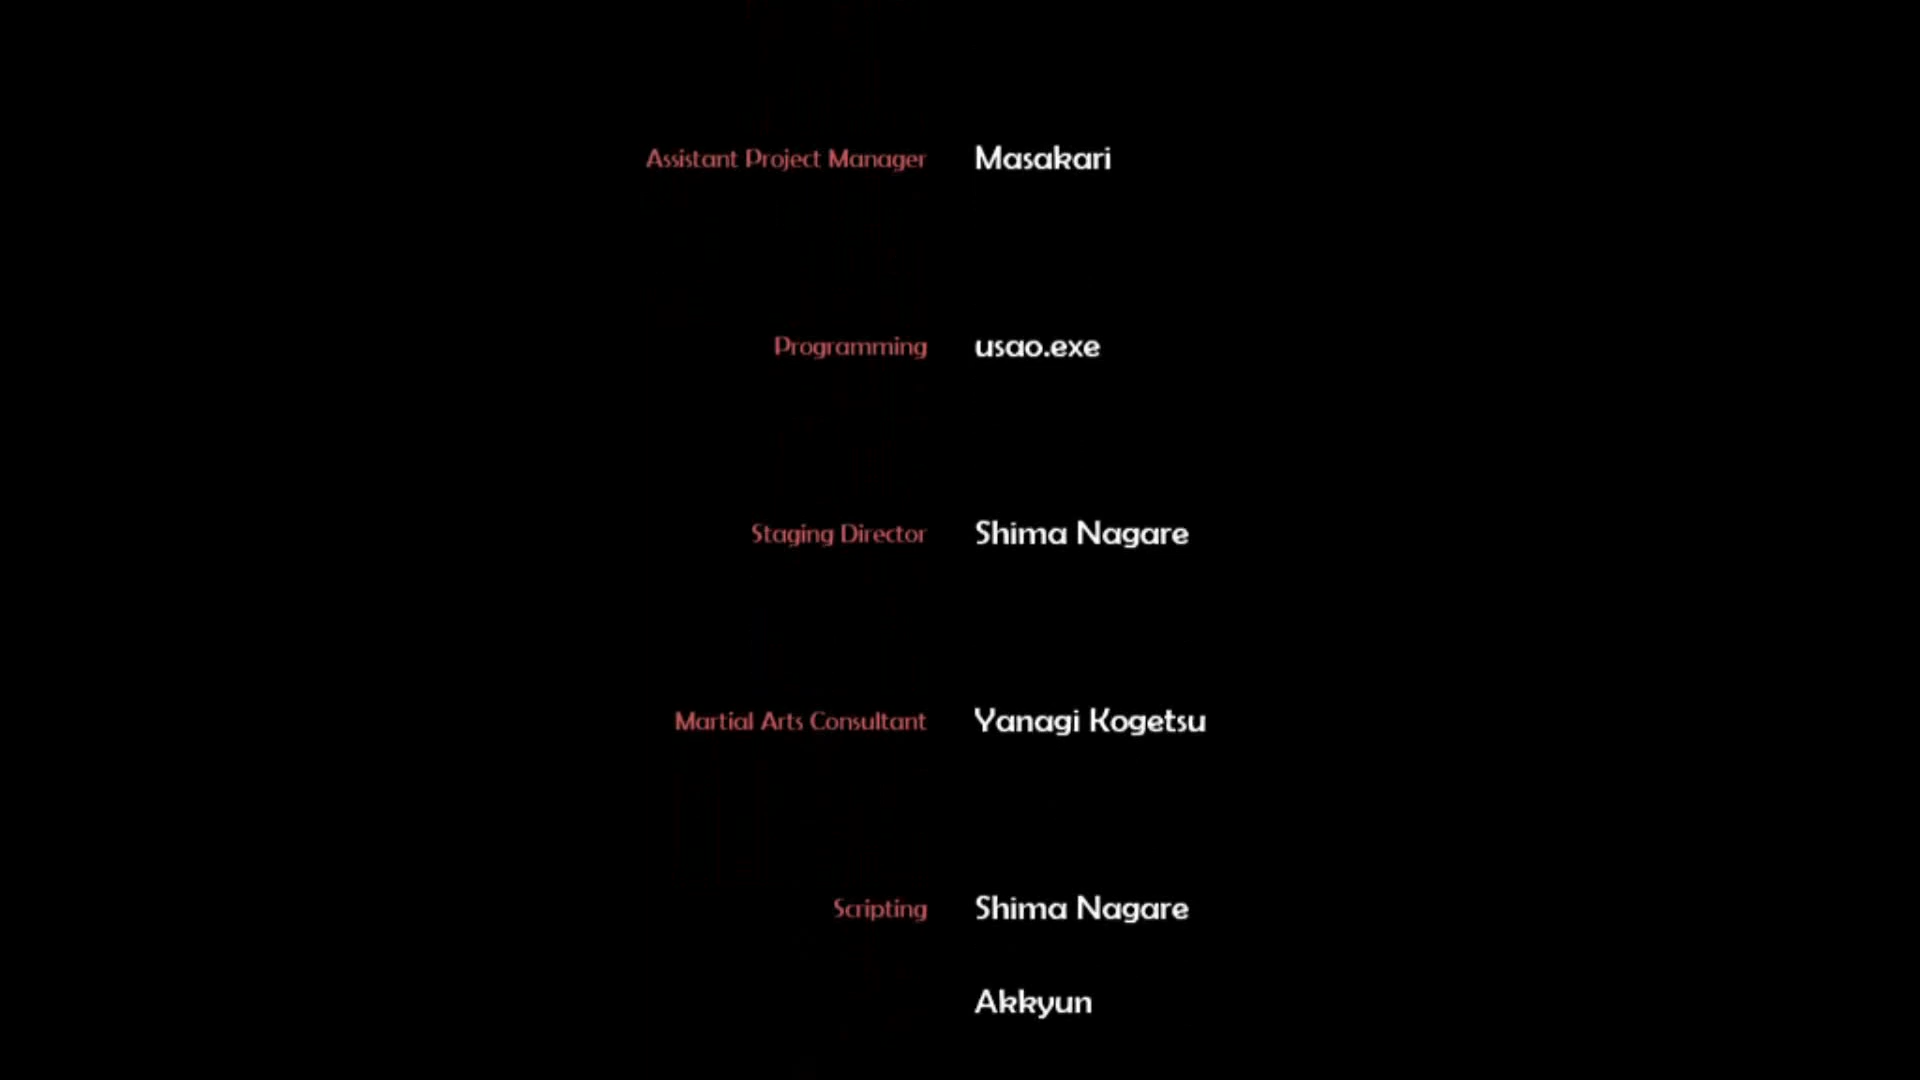 Assistant Project Manager Masakari
Programming usao.exe
Staging Director Shima Nagare
Martial Arts Consultant Yanagi Kogetsu
Scripting Shima Nagare
Akkyun